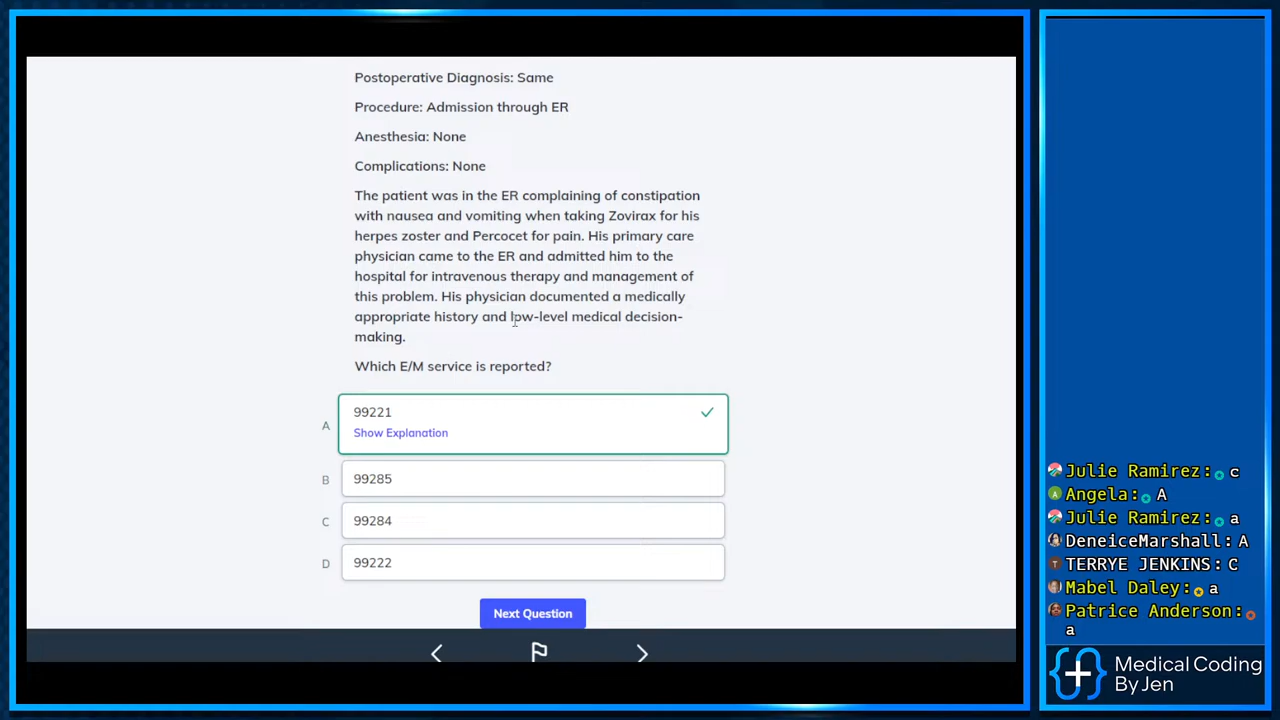 Postoperative Diagnosis: Same
Procedure: Admission through ER
Anesthesia: None
Complications: None
The patient was in the ER complaining of constipation
with nausea and vomiting when taking Zovirax for his
herpes zoster and Percocet for pain. His primary care
physician came to the ER and admitted him to the
hospital for intravenous therapy and management of
this problem. His physician documented a medically
appropriate history and low-level medical decision-
making.
Which E/M service is reported?
A
99221
Show Explanation
B
99285
C
99284
D
99222
Next Question
Julie Ramirez: c
Angela: A
Julie Ramirez: a
DeneiceMarshall: A
TERRYE JENKINS: C
Mabel Daley: a
Patrice Anderson:
a
Medical Coding
By Jen